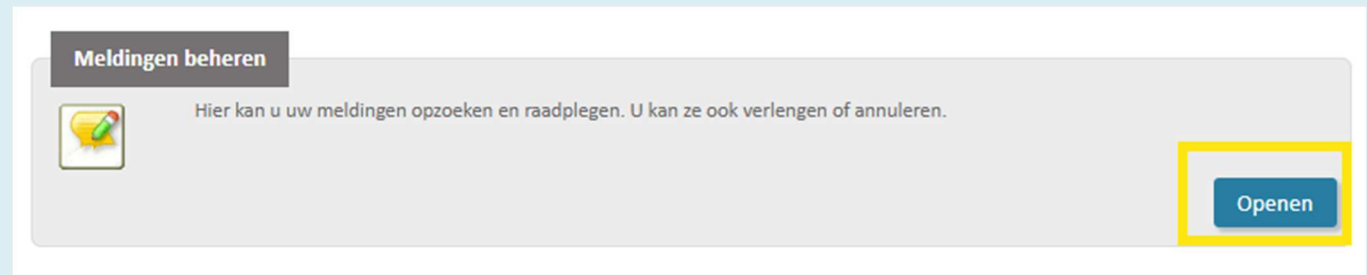 Meldingen beheren
Hier kan u uw meldingen opzoeken en raadplegen. U kan ze ook verlengen of annuleren.
Openen